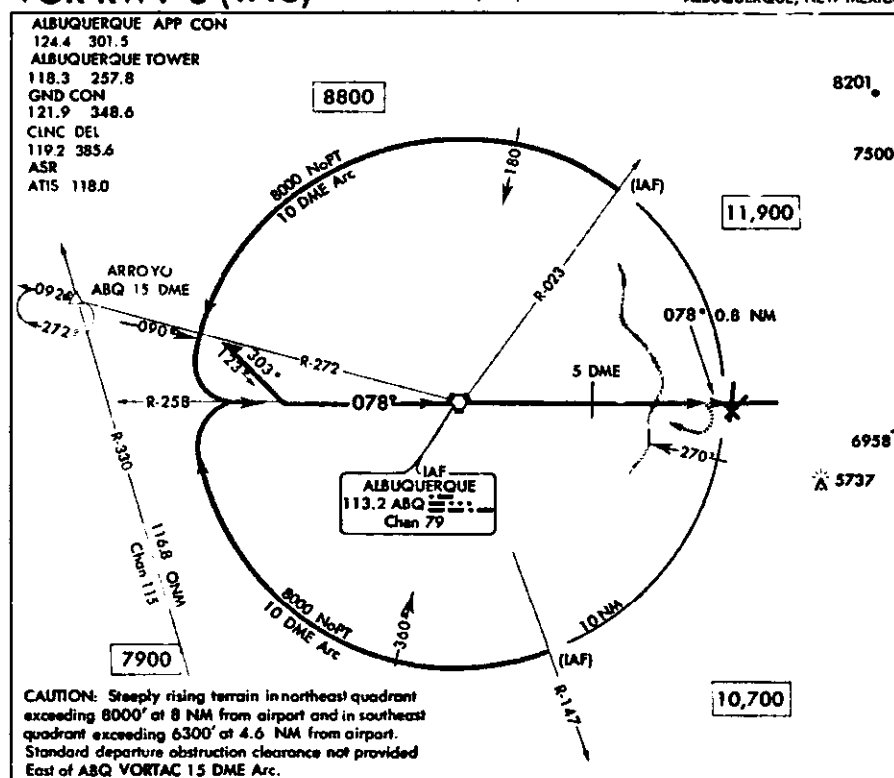 ALBUQUERQUE, NEW MEXICO
ALBUQUERQUE APP CON
124.4 301.5
ALBUQUERQUE TOWER
118.3 257.8
GND CON
121.9 348.6
CLNC DEL
119.2 385.6
ASR
ATIS 118.0
8800
8201
7500
180°
8000 NoPT
10 DME Arc
(IAF)
11,900
ARROYO
ABQ 15 DME
R-023
092°
272°
090°
078° 0.8 NM
R-272
303°
123°
5 DME
R-258
078°
270°
6958
5737
IAF
ALBUQUERQUE
113.2 ABQ
Chan 79
R-330
116.8 ONM
Chan 115
8000 NoPT
10 DME Arc
360°
10 NM
(IAF)
R-147
7900
10,700
CAUTION: Steeply rising terrain in northeast quadrant
exceeding 8000' at 8 NM from airport and in southeast
quadrant exceeding 6300' at 4.6 NM from airport.
Standard departure obstruction clearance not provided
East of ABQ VORTAC 15 DME Arc.